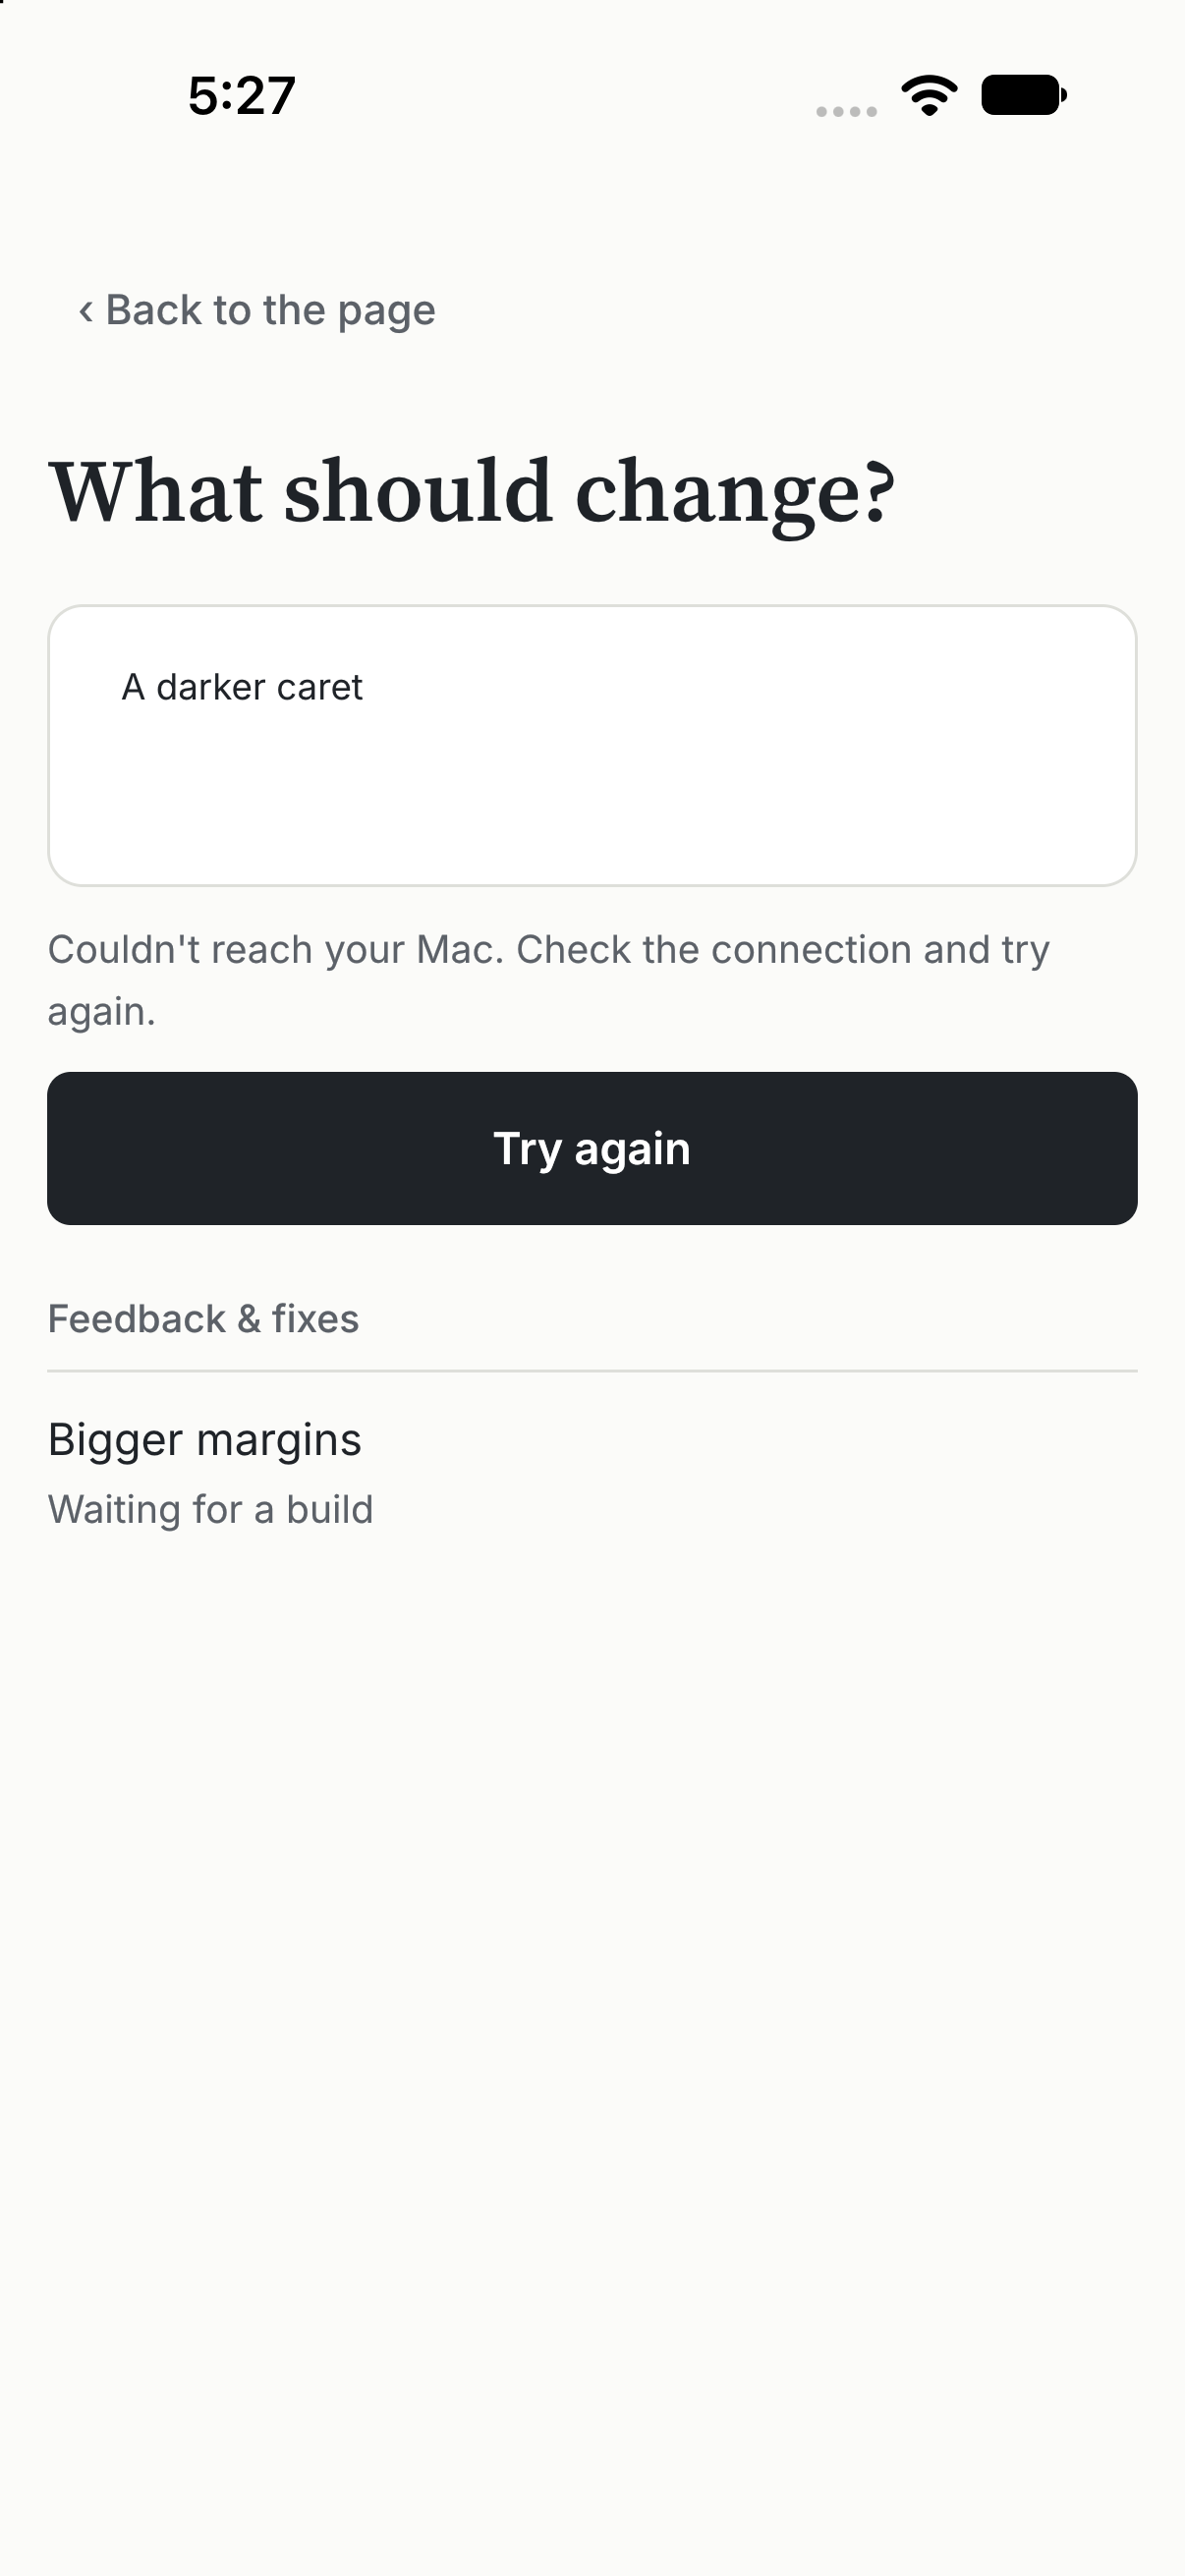 5:27
‹ Back to the page
What should change?
A darker caret
Couldn't reach your Mac. Check the connection and try
again.
Try again
Feedback & fixes
Bigger margins
Waiting for a build